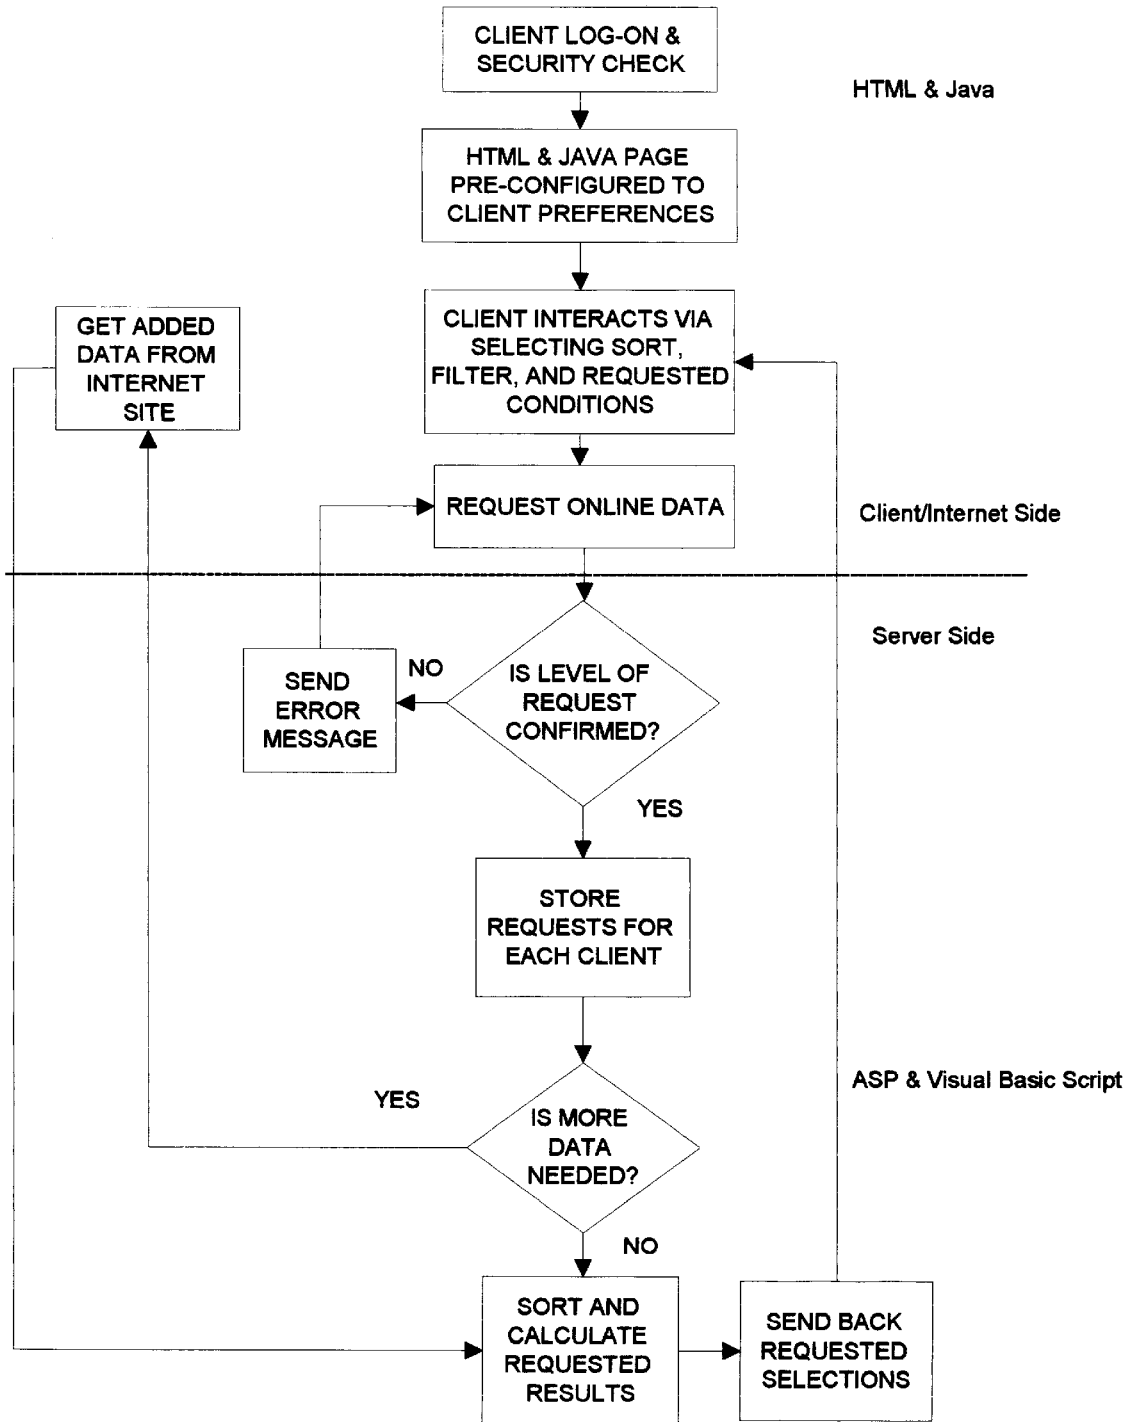 CLIENT LOG-ON &
SECURITY CHECK
HTML & Java
HTML & JAVA PAGE
PRE-CONFIGURED TO
CLIENT PREFERENCES
CLIENT INTERACTS VIA
SELECTING SORT,
FILTER, AND REQUESTED
CONDITIONS
GET ADDED
DATA FROM
INTERNET
SITE
REQUEST ONLINE DATA
Client/Internet Side
Server Side
IS LEVEL OF
REQUEST
CONFIRMED?
NO
SEND
ERROR
MESSAGE
YES
STORE
REQUESTS FOR
EACH CLIENT
ASP & Visual Basic Script
YES
IS MORE
DATA
NEEDED?
NO
SORT AND
CALCULATE
REQUESTED
RESULTS
SEND BACK
REQUESTED
SELECTIONS